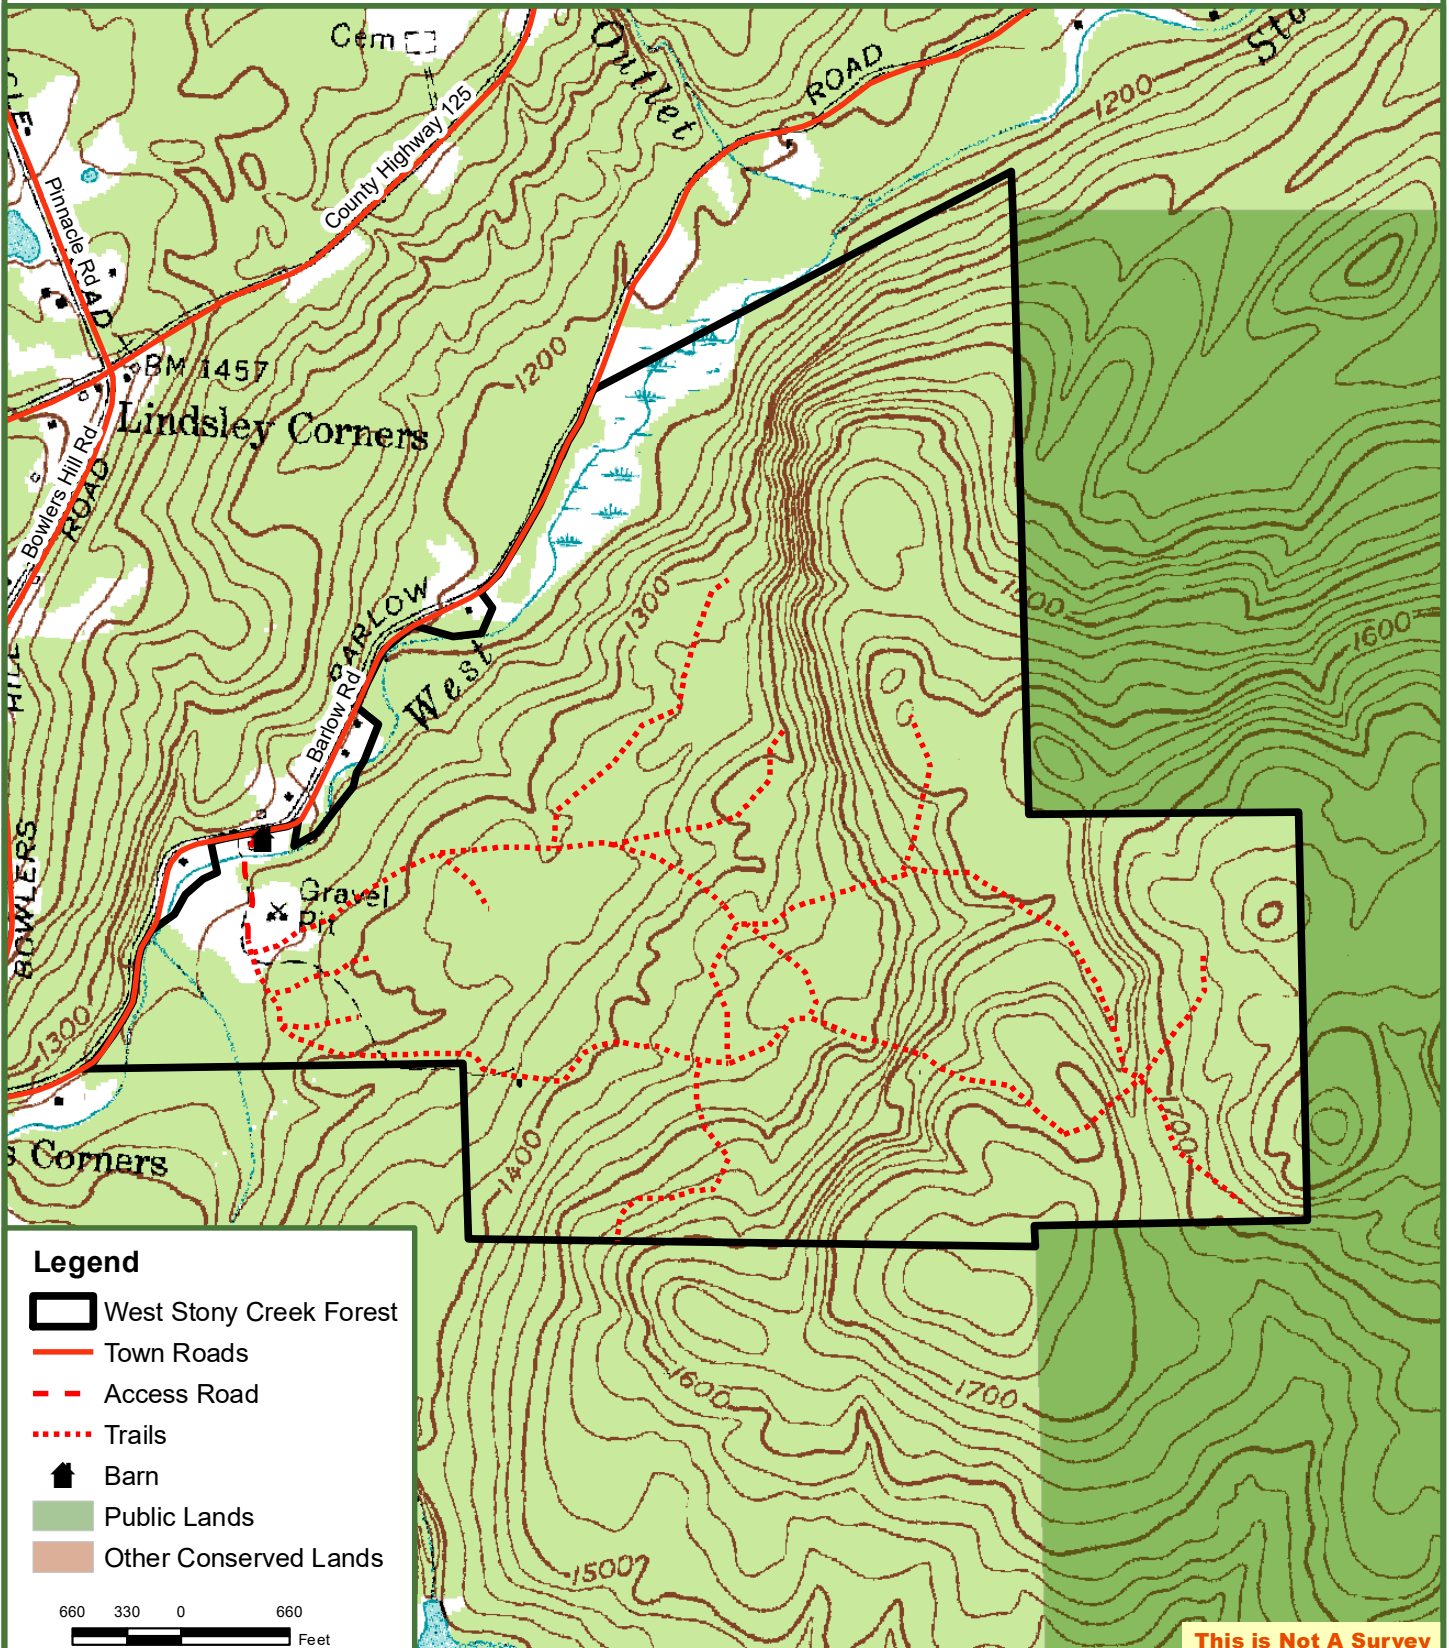 Cem
Outlet
ROAD
Sto
1200
CLE-
County Highway 125
Pinnacle Rd
AD
BM 1457
1200
Lindsley Corners
Bowlers Hill Rd
ROAD
BARLOW
1300
1500
1600
HILL
West
Barlow Rd
BOWLERS
Gravel
Pit
1300
1400
1700
s Corners
1600
1700
1500
Legend
West Stony Creek Forest
Town Roads
Access Road
Trails
Barn
Public Lands
Other Conserved Lands
660 330 0 660
Feet
This is Not A Survey